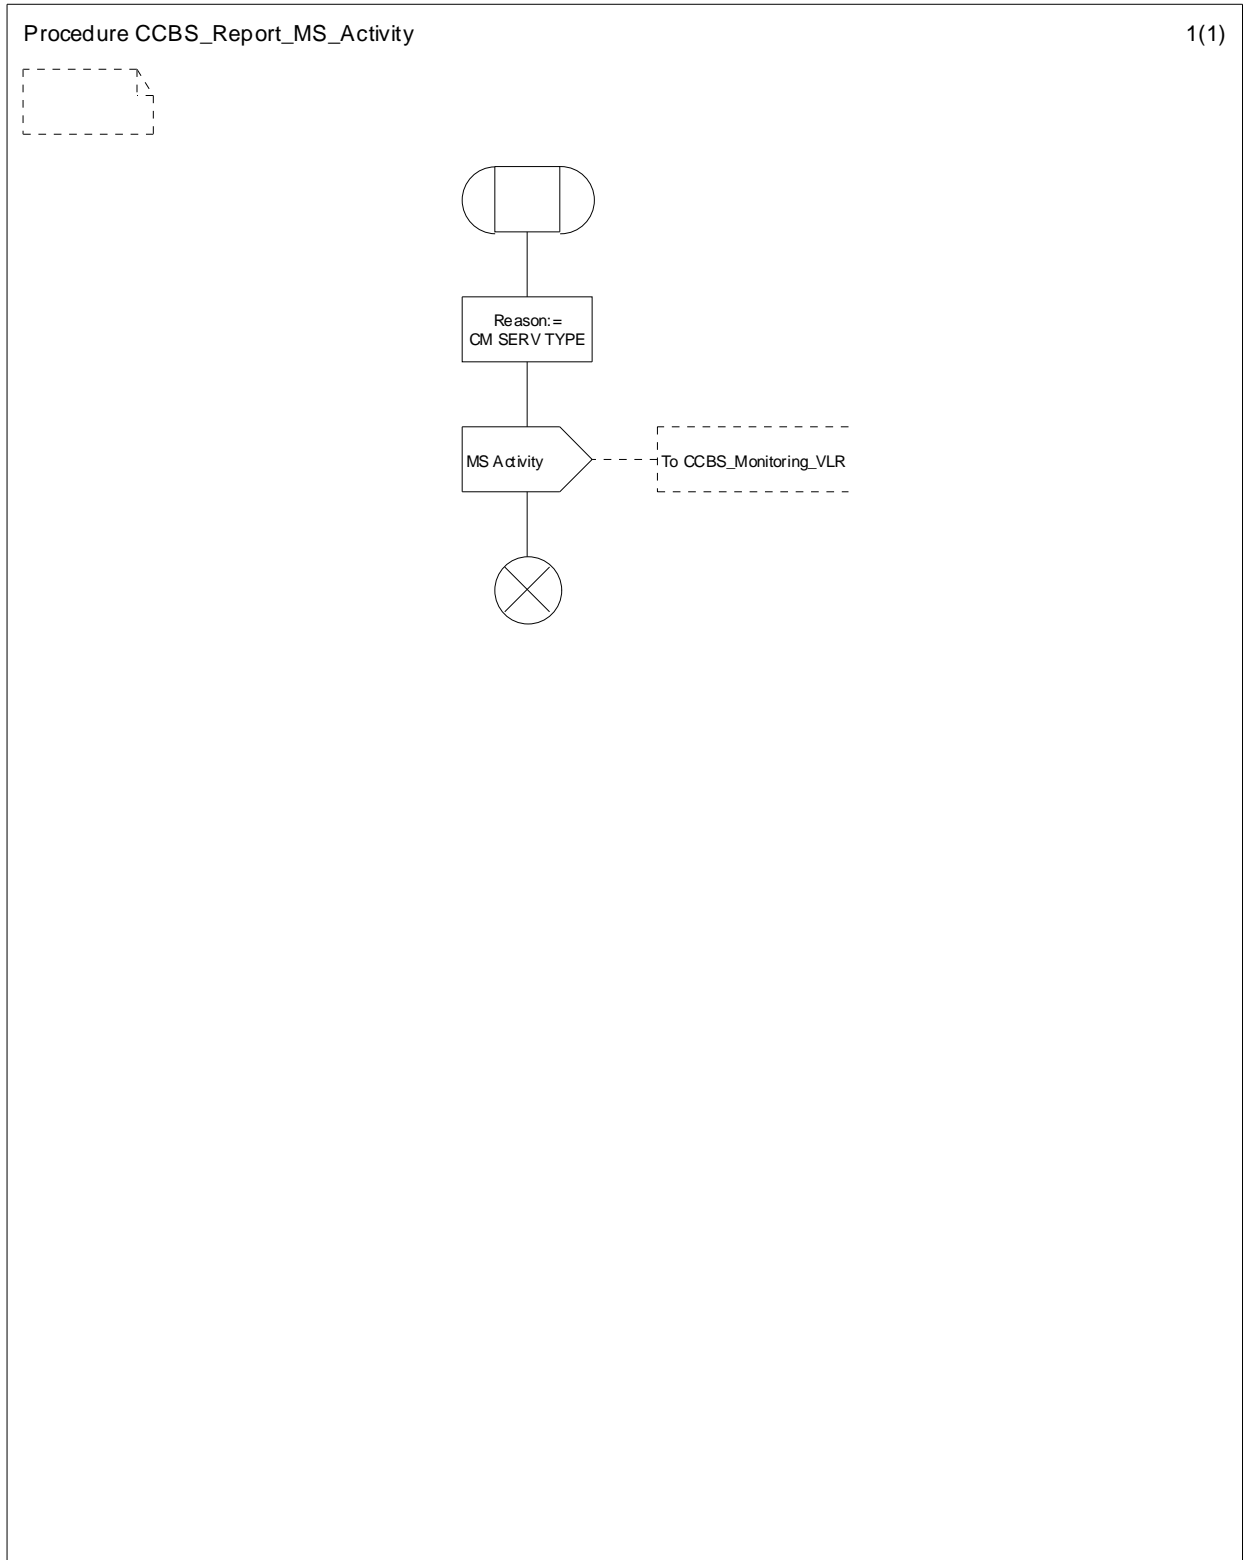 Procedure CCBS_Report_MS_Activity
1(1)
Reason:=
CM SERV TYPE
MS Activity
To CCBS_Monitoring_VLR